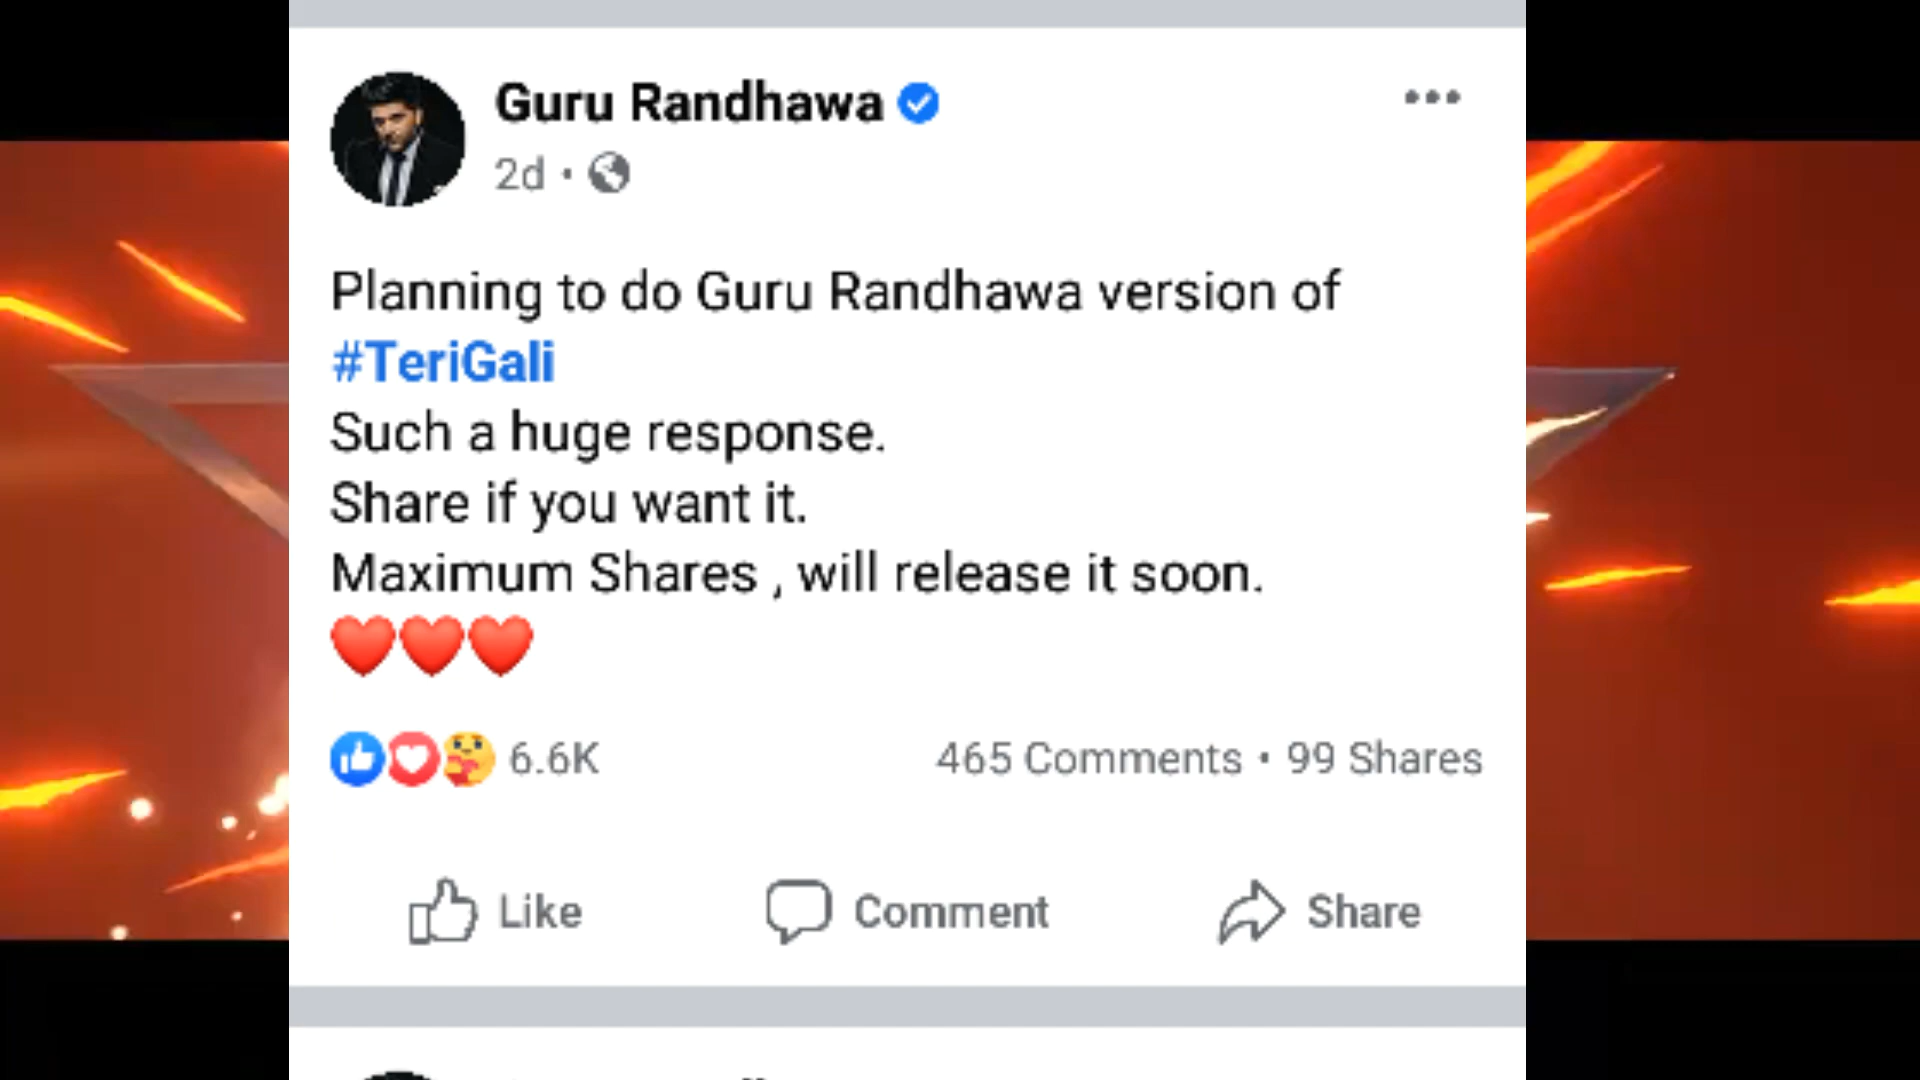 Guru Randhawa
2d ·
Planning to do Guru Randhawa version of
#TeriGali
Such a huge response.
Share if you want it.
Maximum Shares , will release it soon.
❤️❤️❤️
6.6K 465 Comments · 99 Shares
Like Comment Share